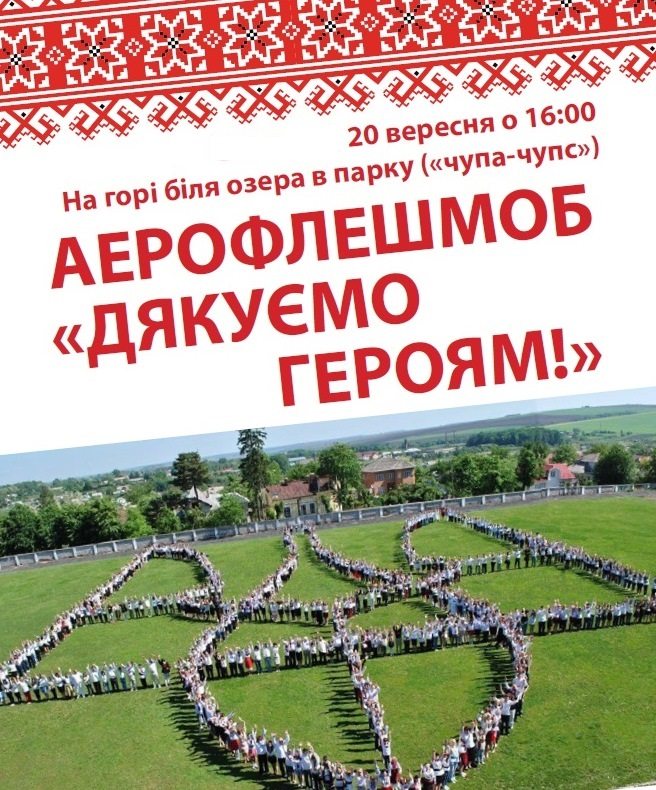 20 вересня о 16:00
На горі біля озера в парку («чупа-чупс»)
АЕРОФЛЕШМОБ
«ДЯКУЄМО
ГЕРОЯМ!»